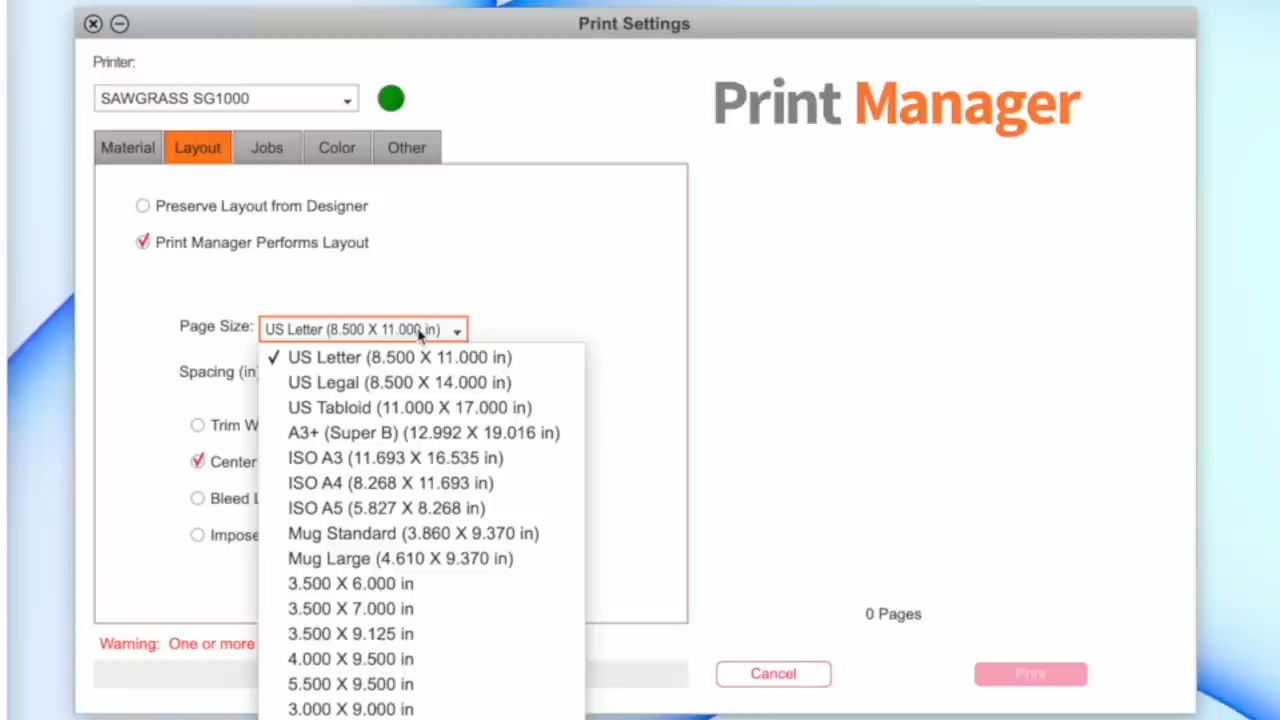 Print Settings
Printer:
SAWGRASS SG1000
Print Manager
Material Layout Jobs Color Other
Preserve Layout from Designer
Print Manager Performs Layout
Page Size: US Letter (8.500 X 11.000 in)
✓ US Letter (8.500 X 11.000 in)
Spacing (in)
US Legal (8.500 X 14.000 in)
US Tabloid (11.000 X 17.000 in)
Trim
A3+ (Super B) (12.992 X 19.016 in)
Center
ISO A3 (11.693 X 16.535 in)
ISO A4 (8.268 X 11.693 in)
Bleed
ISO A5 (5.827 X 8.268 in)
Impose
Mug Standard (3.860 X 9.370 in)
Mug Large (4.610 X 9.370 in)
3.500 X 6.000 in
3.500 X 7.000 in
3.500 X 9.125 in
4.000 X 9.500 in
5.500 X 9.500 in
3.000 X 9.000 in
0 Pages
Warning: One or more
Cancel
Print